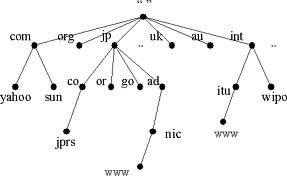 “ ”
com org jp .. uk au int ..
yahoo sun co or go ad itu wipo
jprs nic www
www